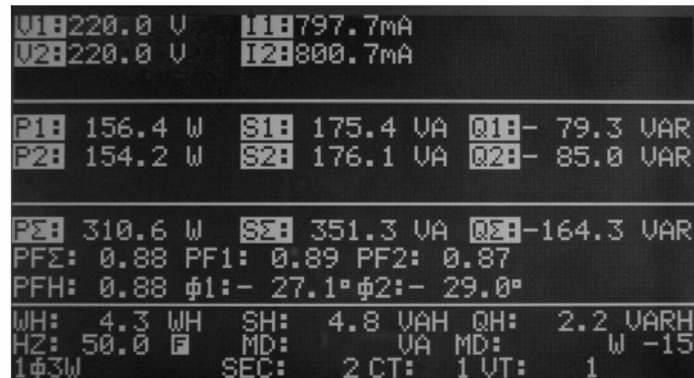 V1:220.0 V I1:797.7mA
V2:220.0 V I2:800.7mA
P1: 156.4 W S1: 175.4 VA Q1:- 79.3 VAR
P2: 154.2 W S2: 176.1 VA Q2:- 85.0 VAR
PΣ: 310.6 W SΣ: 351.3 VA QΣ:-164.3 VAR
PFΣ: 0.88 PF1: 0.89 PF2: 0.87
PFH: 0.88 ϕ1:- 27.1° ϕ2:- 29.0°
WH: 4.3 WH SH: 4.8 VAH QH: 2.2 VARH
HZ: 50.0 F MD: VA MD: W -15
1ϕ3W SEC: 2 CT: 1 VT: 1